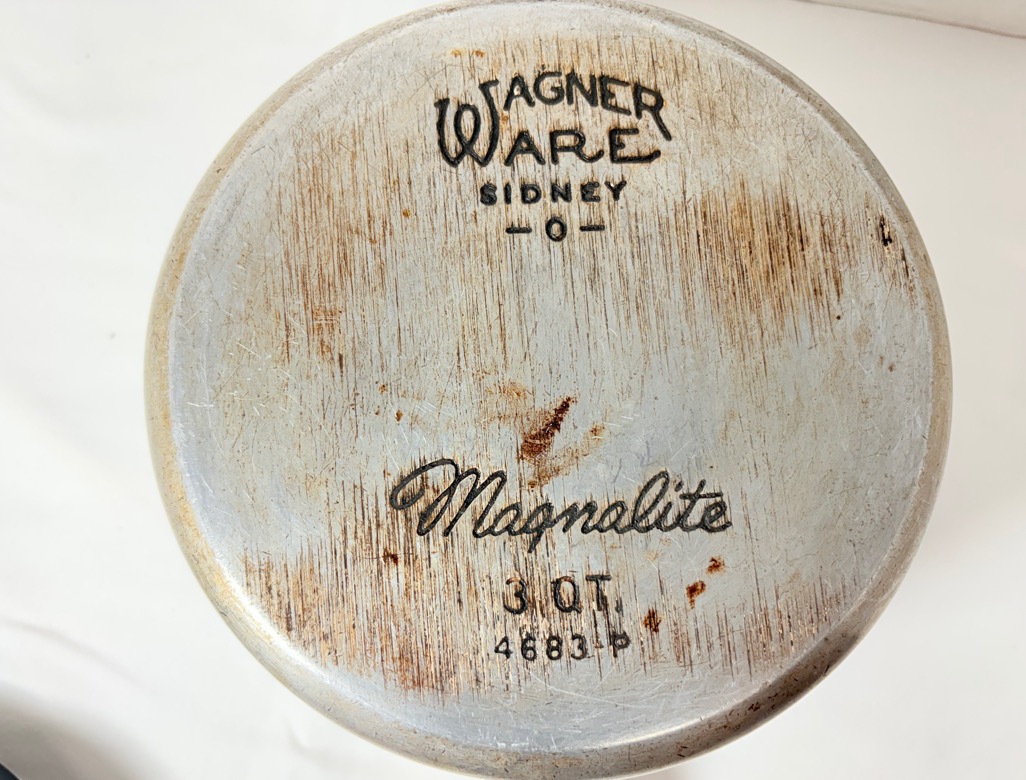 WAGNER
WARE
SIDNEY
-O-
Magnalite
3 QT.
4683-P